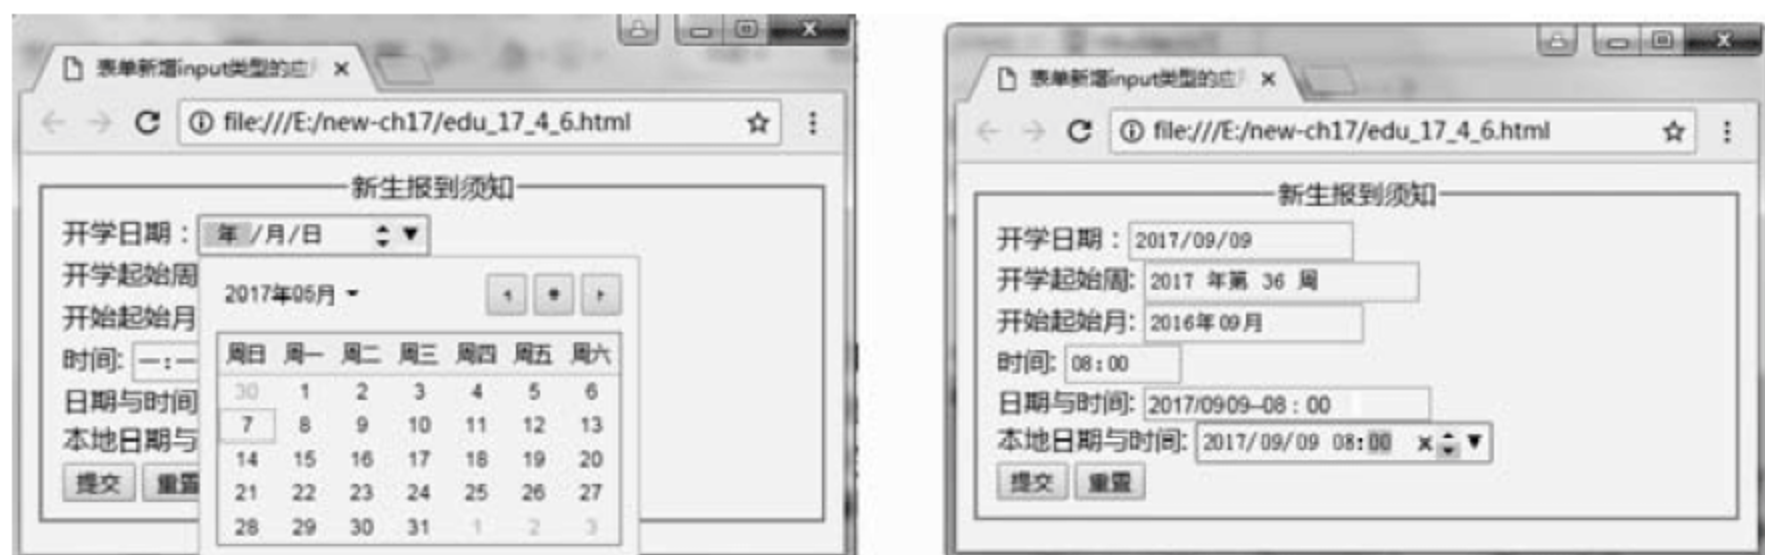 表单新增input类型的应
file:///E:/new-ch17/edu_17_4_6.html
新生报到须知
开学日期：年/月/日
开学起始周
2017年05月
开始起始月
周日 周一 周二 周三 周四 周五 周六
时间: --:--
30 1 2 3 4 5 6
日期与时间
7 8 9 10 11 12 13
本地日期与
14 15 16 17 18 19 20
提交 重置
21 22 23 24 25 26 27
28 29 30 31 1 2 3
表单新增input类型的应
file:///E:/new-ch17/edu_17_4_6.html
新生报到须知
开学日期：2017/09/09
开学起始周: 2017 年第 36 周
开始起始月: 2016年09月
时间: 08:00
日期与时间: 2017/0909--08：00
本地日期与时间: 2017/09/09 08:00
提交 重置